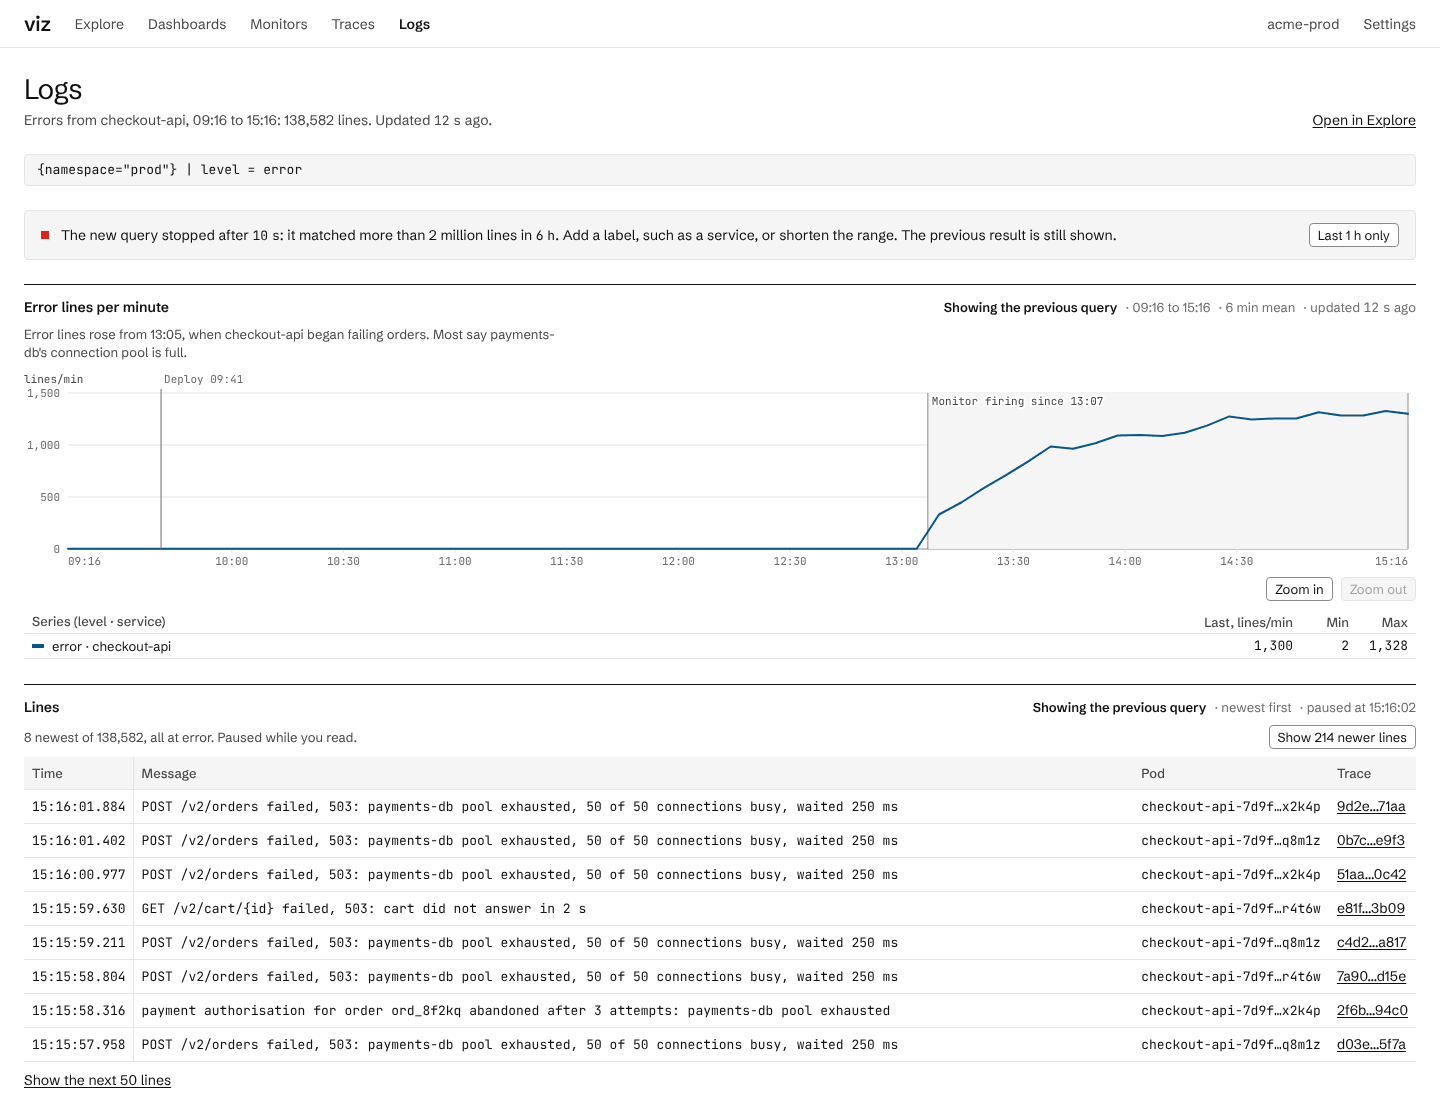 viz Explore Dashboards Monitors Traces Logs acme-prod Settings
Logs
Errors from checkout-api, 09:16 to 15:16: 138,582 lines. Updated 12 s ago. Open in Explore
{namespace="prod"} | level = error
The new query stopped after 10 s: it matched more than 2 million lines in 6 h. Add a label, such as a service, or shorten the range. The previous result is still shown. Last 1 h only
Error lines per minute Showing the previous query · 09:16 to 15:16 · 6 min mean · updated 12 s ago
Error lines rose from 13:05, when checkout-api began failing orders. Most say payments-
db's connection pool is full.
lines/min Deploy 09:41
1,500
Monitor firing since 13:07
1,000
500
0
09:16 10:00 10:30 11:00 11:30 12:00 12:30 13:00 13:30 14:00 14:30 15:16
Zoom in Zoom out
Series (level · service) Last, lines/min Min Max
error · checkout-api 1,300 2 1,328
Lines Showing the previous query · newest first · paused at 15:16:02
8 newest of 138,582, all at error. Paused while you read. Show 214 newer lines
Time Message Pod Trace
15:16:01.884 POST /v2/orders failed, 503: payments-db pool exhausted, 50 of 50 connections busy, waited 250 ms checkout-api-7d9f…x2k4p 9d2e…71aa
15:16:01.402 POST /v2/orders failed, 503: payments-db pool exhausted, 50 of 50 connections busy, waited 250 ms checkout-api-7d9f…q8m1z 0b7c…e9f3
15:16:00.977 POST /v2/orders failed, 503: payments-db pool exhausted, 50 of 50 connections busy, waited 250 ms checkout-api-7d9f…x2k4p 51aa…0c42
15:15:59.630 GET /v2/cart/{id} failed, 503: cart did not answer in 2 s checkout-api-7d9f…r4t6w e81f…3b09
15:15:59.211 POST /v2/orders failed, 503: payments-db pool exhausted, 50 of 50 connections busy, waited 250 ms checkout-api-7d9f…q8m1z c4d2…a817
15:15:58.804 POST /v2/orders failed, 503: payments-db pool exhausted, 50 of 50 connections busy, waited 250 ms checkout-api-7d9f…r4t6w 7a90…d15e
15:15:58.316 payment authorisation for order ord_8f2kq abandoned after 3 attempts: payments-db pool exhausted checkout-api-7d9f…x2k4p 2f6b…94c0
15:15:57.958 POST /v2/orders failed, 503: payments-db pool exhausted, 50 of 50 connections busy, waited 250 ms checkout-api-7d9f…q8m1z d03e…5f7a
Show the next 50 lines